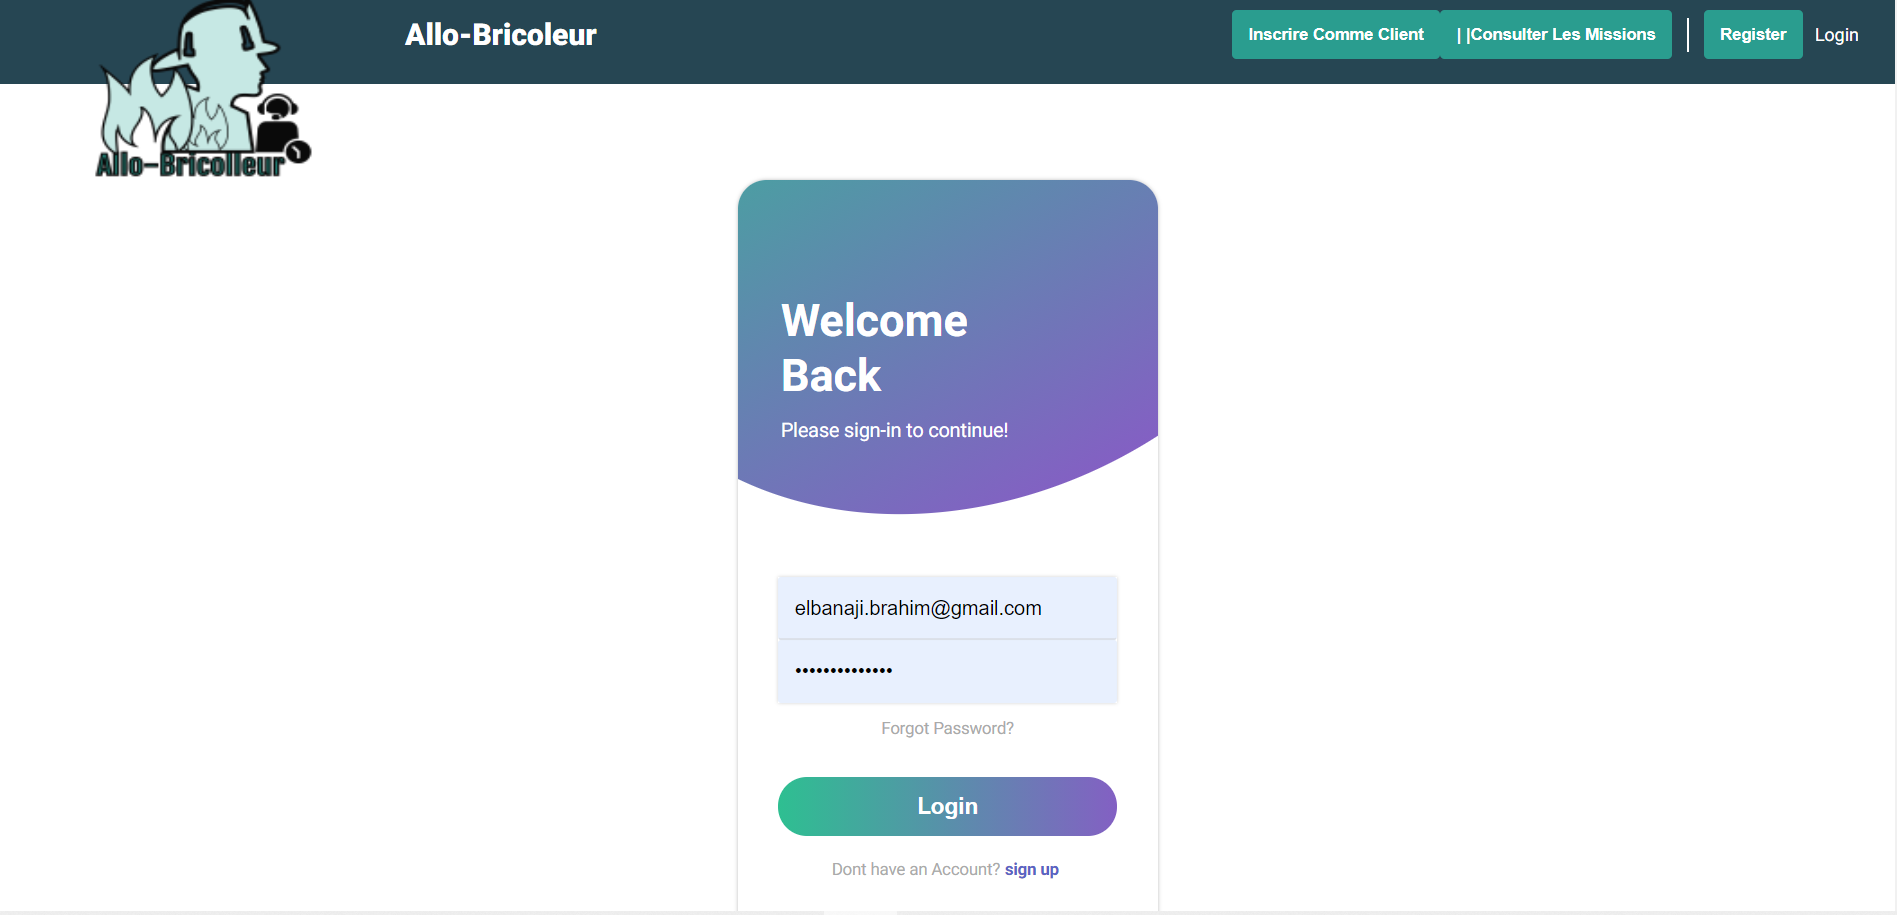 Allo-Bricoleur
Inscrire Comme Client
| |Consulter Les Missions
Register
Login
Allo-Bricolleur
Welcome
Back
Please sign-in to continue!
elbanaji.brahim@gmail.com
••••••••••••••
Forgot Password?
Login
Dont have an Account? sign up